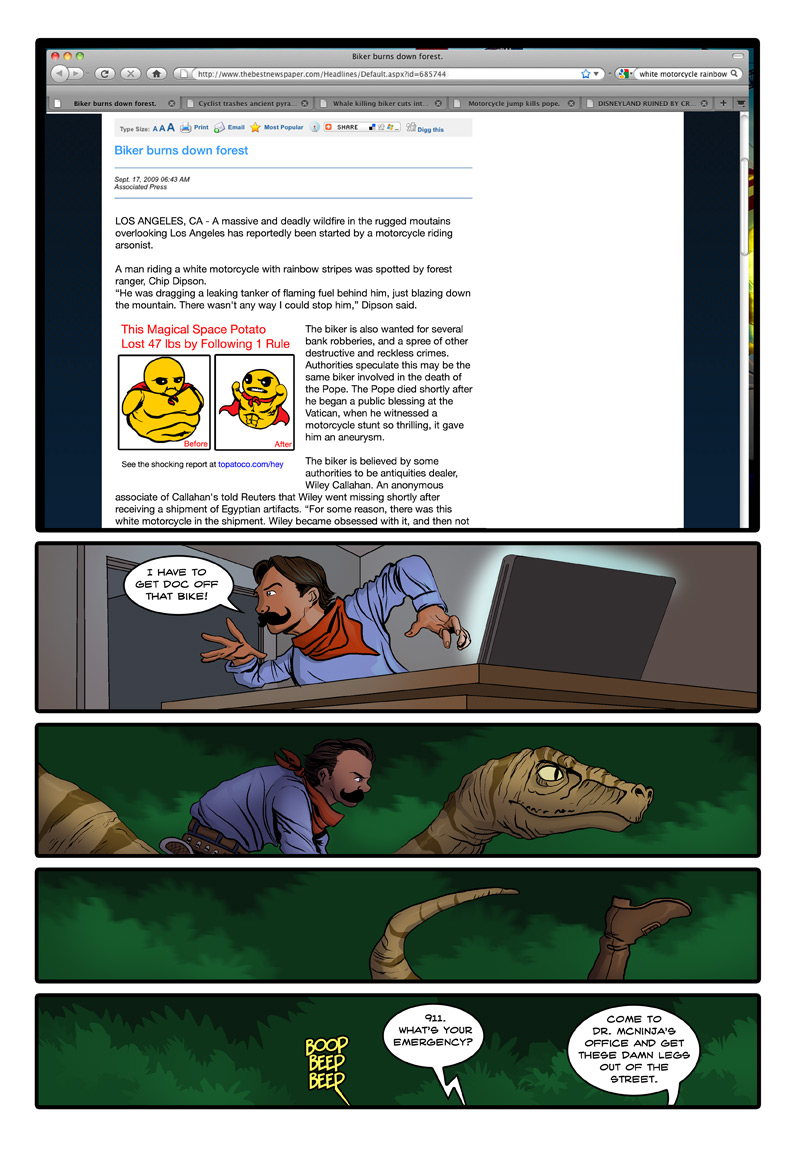 Biker burns down forest.
http://www.thebestnewspaper.com/Headlines/Default.aspx?id=685744
white motorcycle rainbow
Biker burns down forest.
Cyclist trashes ancient pyra...
Whale killing biker cuts int...
Motorcycle jump kills pope.
DISNEYLAND RUINED BY CR...
Type Size: A A A
Print
Email
Most Popular
SHARE
Digg this
Biker burns down forest
Sept. 17, 2009 06:43 AM
Associated Press
LOS ANGELES, CA - A massive and deadly wildfire in the rugged moutains
overlooking Los Angeles has reportedly been started by a motorcycle riding
arsonist.
A man riding a white motorcycle with rainbow stripes was spotted by forest
ranger, Chip Dipson.
“He was dragging a leaking tanker of flaming fuel behind him, just blazing down
the mountain. There wasn't any way I could stop him,” Dipson said.
This Magical Space Potato
Lost 47 lbs by Following 1 Rule
Before
After
See the shocking report at topatoco.com/hey
The biker is also wanted for several
bank robberies, and a spree of other
destructive and reckless crimes.
Authorities speculate this may be the
same biker involved in the death of
the Pope. The Pope died shortly after
he began a public blessing at the
Vatican, when he witnessed a
motorcycle stunt so thrilling, it gave
him an aneurysm.
The biker is believed by some
authorities to be antiquities dealer,
Wiley Callahan. An anonymous
associate of Callahan's told Reuters that Wiley went missing shortly after
receiving a shipment of Egyptian artifacts. “For some reason, there was this
white motorcycle in the shipment. Wiley became obsessed with it, and then not
I HAVE TO
GET DOC OFF
THAT BIKE!
BOOP
BEEP
BEEP
911.
WHAT'S YOUR
EMERGENCY?
COME TO
DR. MCNINJA'S
OFFICE AND GET
THESE DAMN LEGS
OUT OF THE
STREET.